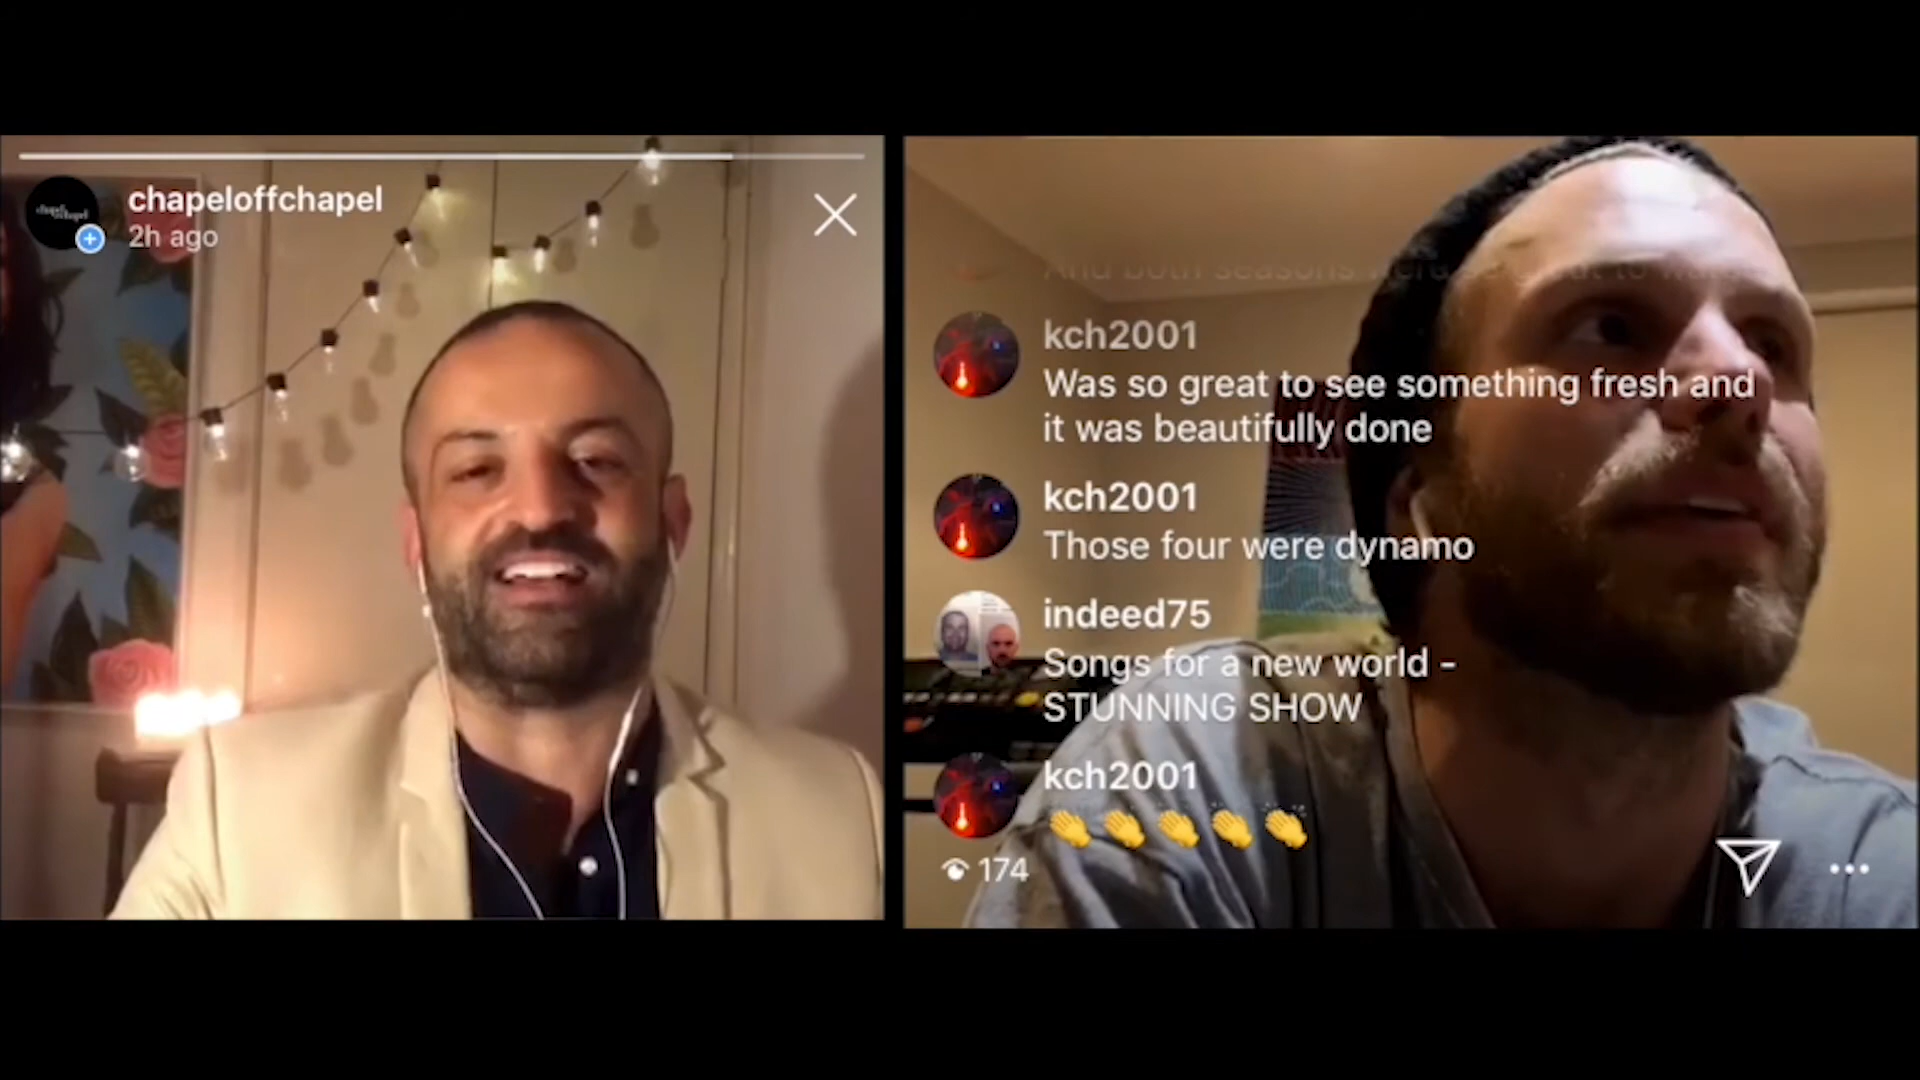 chapeloffchapel
2h ago
kch2001
Was so great to see something fresh and
it was beautifully done
kch2001
Those four were dynamo
indeed75
Songs for a new world -
STUNNING SHOW
kch2001
👏👏👏👏👏
174